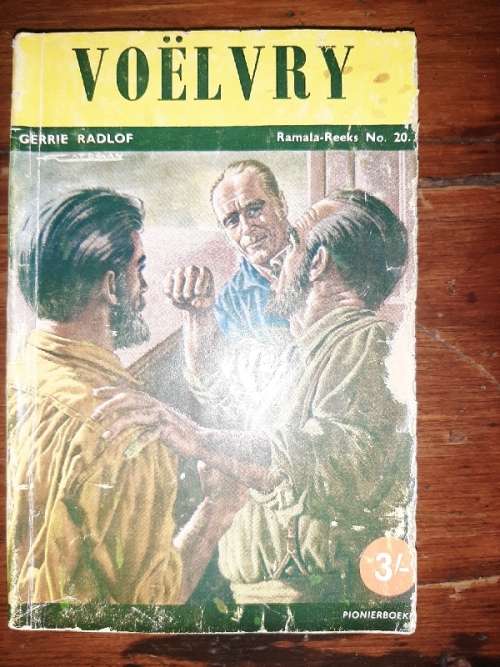 VOËLVRY
GERRIE RADLOF
Ramala-Reeks No. 20.
3/-
PIONIERBOEK